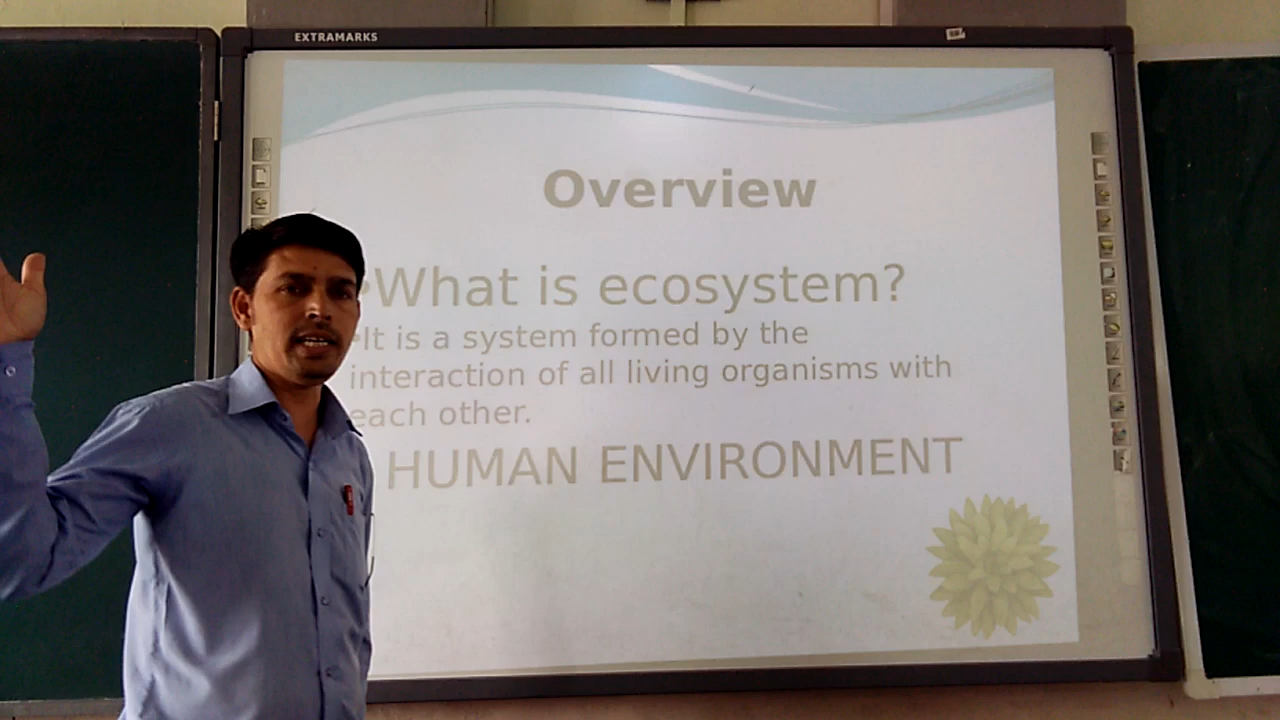 EXTRAMARKS
Overview
•What is ecosystem?
•It is a system formed by the
interaction of all living organisms with
each other.
HUMAN ENVIRONMENT